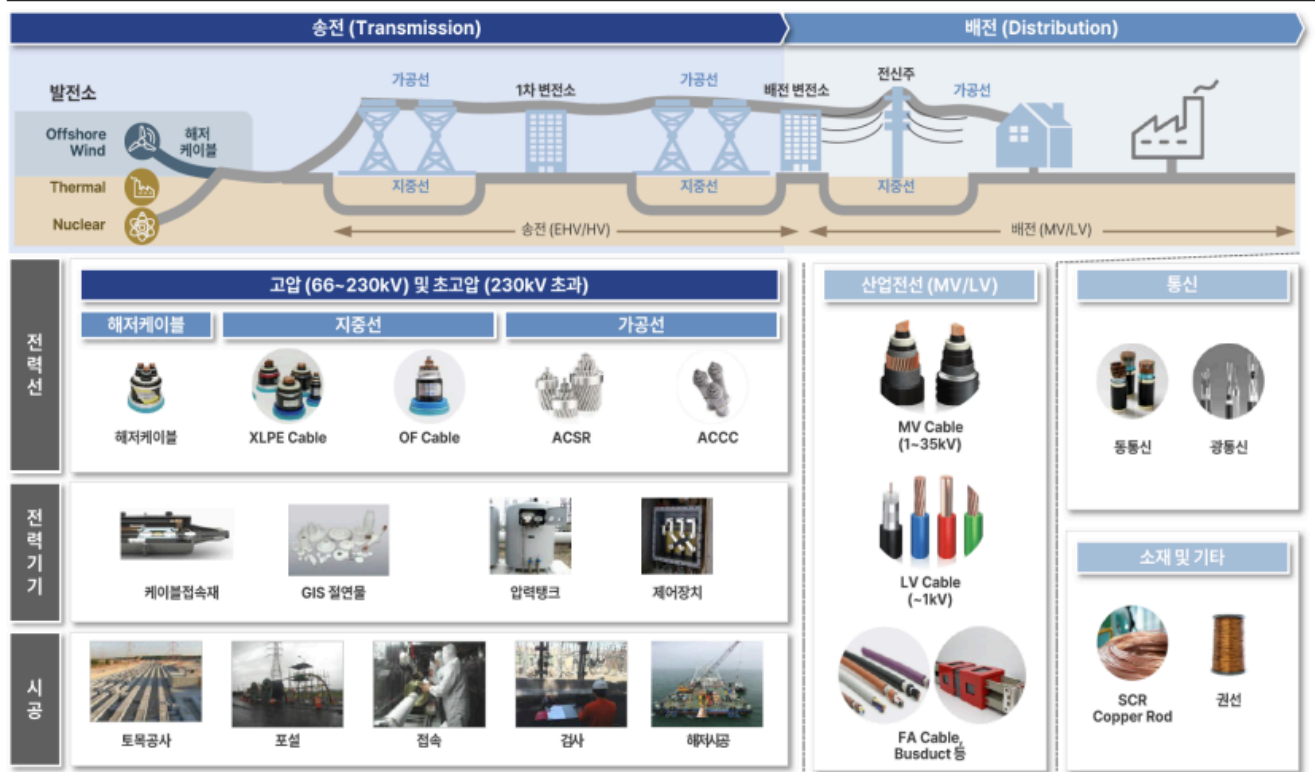 송전 (Transmission)
배전 (Distribution)
발전소
가공선
1차 변전소
가공선
배전 변전소
전신주
가공선
Offshore
Wind
해저
케이블
Thermal
지중선
지중선
지중선
Nuclear
송전 (EHV/HV)
배전 (MV/LV)
전력선
고압 (66~230kV) 및 초고압 (230kV 초과)
해저케이블
지중선
가공선
해저케이블
XLPE Cable
OF Cable
ACSR
ACCC
전력기기
케이블접속재
GIS 절연물
압력탱크
제어장치
시공
토목공사
포설
접속
검사
해저시공
산업전선 (MV/LV)
MV Cable
(1~35kV)
LV Cable
(~1kV)
FA Cable,
Busduct 등
통신
동통신
광통신
소재 및 기타
SCR
Copper Rod
권선